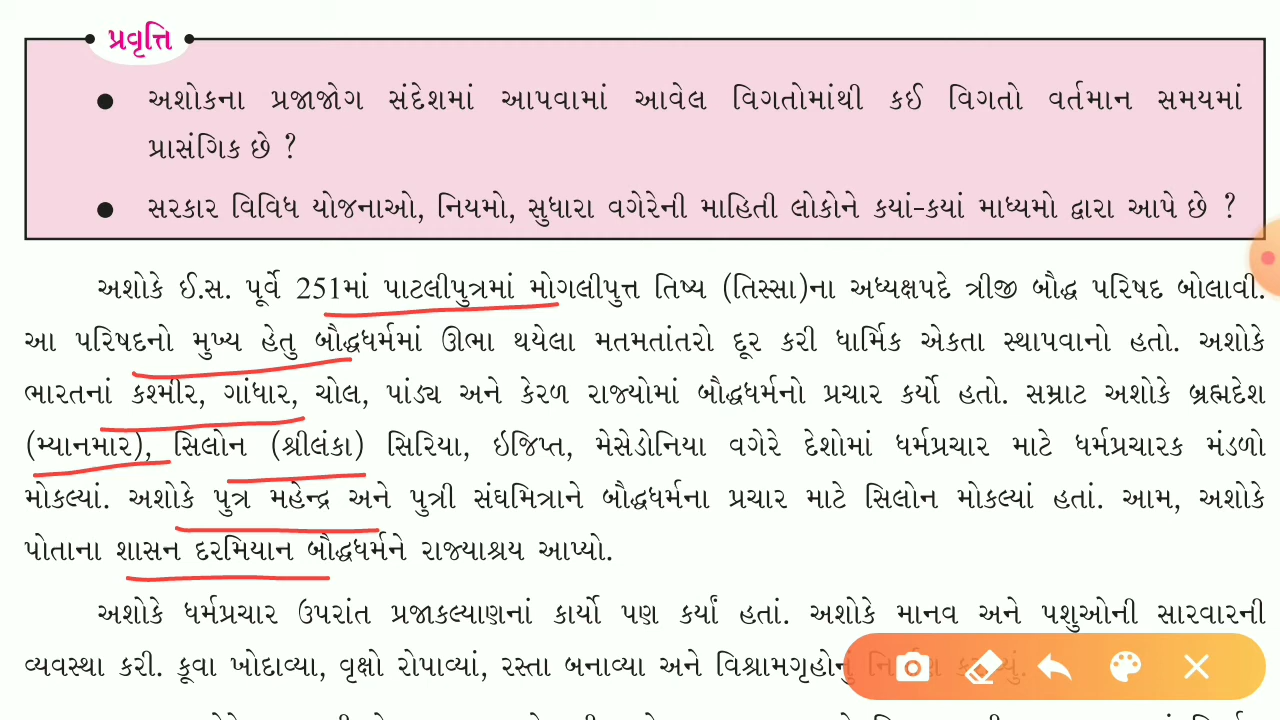 પ્રવૃત્તિ
● અશોકના પ્રજાજોગ સંદેશમાં આપવામાં આવેલ વિગતોમાંથી કઈ વિગતો વર્તમાન સમયમાં
પ્રાસંગિક છે ?
● સરકાર વિવિધ યોજનાઓ, નિયમો, સુધારા વગેરેની માહિતી લોકોને કયાં-કયાં માધ્યમો દ્વારા આપે છે ?
અશોકે ઈ.સ. પૂર્વે 251માં પાટલીપુત્રમાં મોગલીપુત્ત તિષ્ય (તિસ્સા)ના અધ્યક્ષપદે ત્રીજી બૌદ્ધ પરિષદ બોલાવી.
આ પરિષદનો મુખ્ય હેતુ બૌદ્ધધર્મમાં ઊભા થયેલા મતમતાંતરો દૂર કરી ધાર્મિક એકતા સ્થાપવાનો હતો. અશોકે
ભારતનાં કશ્મીર, ગાંધાર, ચોલ, પાંડ્ય અને કેરળ રાજ્યોમાં બૌદ્ધધર્મનો પ્રચાર કર્યો હતો. સમ્રાટ અશોકે બ્રહ્મદેશ
(મ્યાનમાર), સિલોન (શ્રીલંકા) સિરિયા, ઇજિપ્ત, મેસેડોનિયા વગેરે દેશોમાં ધર્મપ્રચાર માટે ધર્મપ્રચારક મંડળો
મોકલ્યાં. અશોકે પુત્ર મહેન્દ્ર અને પુત્રી સંઘમિત્રાને બૌદ્ધધર્મના પ્રચાર માટે સિલોન મોકલ્યાં હતાં. આમ, અશોકે
પોતાના શાસન દરમિયાન બૌદ્ધધર્મને રાજ્યાશ્રય આપ્યો.
અશોકે ધર્મપ્રચાર ઉપરાંત પ્રજાકલ્યાણનાં કાર્યો પણ કર્યાં હતાં. અશોકે માનવ અને પશુઓની સારવારની
વ્યવસ્થા કરી. કૂવા ખોદાવ્યા, વૃક્ષો રોપાવ્યાં, રસ્તા બનાવ્યા અને વિશ્રામગૃહોનું